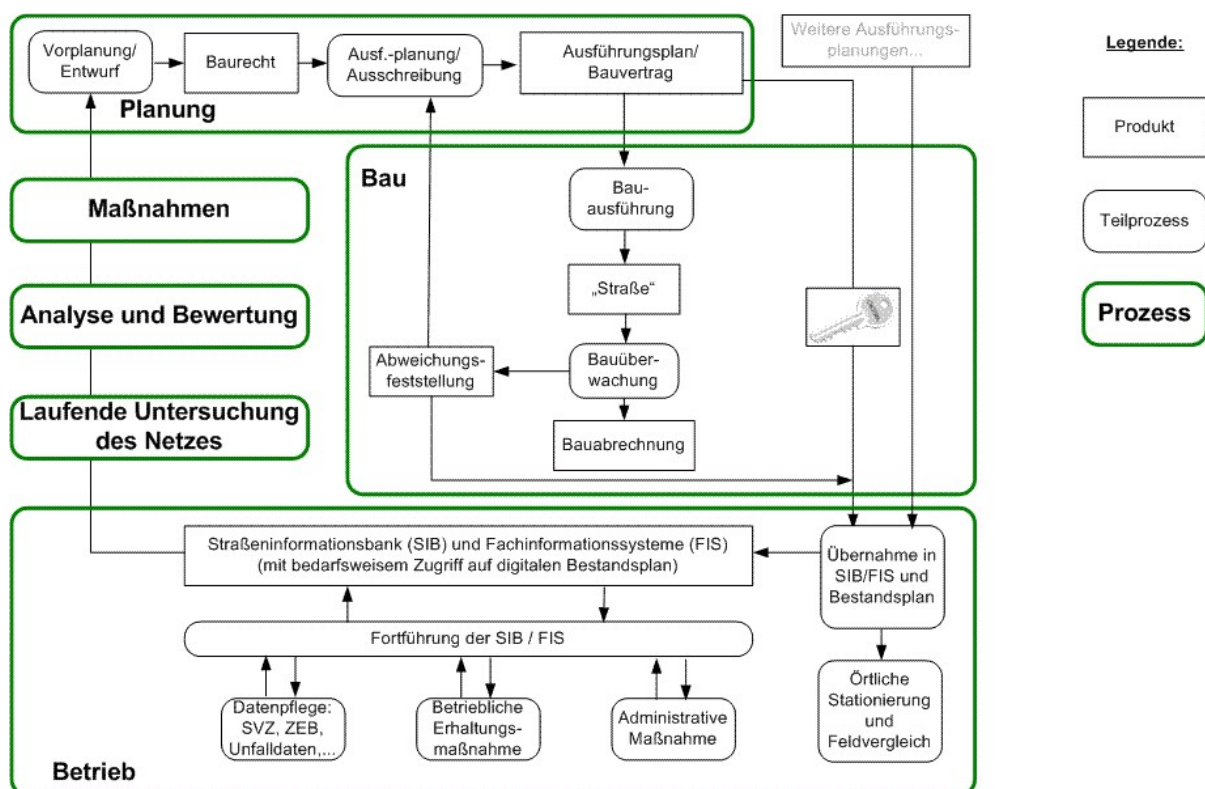 Vorplanung/
Entwurf
Baurecht
Ausf.-planung/
Ausschreibung
Ausführungsplan/
Bauvertrag
Planung
Weitere Ausführungs-
planungen...
Legende:
Produkt
Teilprozess
Prozess
Maßnahmen
Analyse und Bewertung
Laufende Untersuchung
des Netzes
Bau
Bau-
ausführung
„Straße“
Bauüber-
wachung
Abweichungs-
feststellung
Bauabrechnung
Straßeninformationsbank (SIB) und Fachinformationssysteme (FIS)
(mit bedarfsweisem Zugriff auf digitalen Bestandsplan)
Übernahme in
SIB/FIS und
Bestandsplan
Fortführung der SIB / FIS
Datenpflege:
SVZ, ZEB,
Unfalldaten,...
Betriebliche
Erhaltungs-
maßnahme
Administrative
Maßnahme
Örtliche
Stationierung
und
Feldvergleich
Betrieb